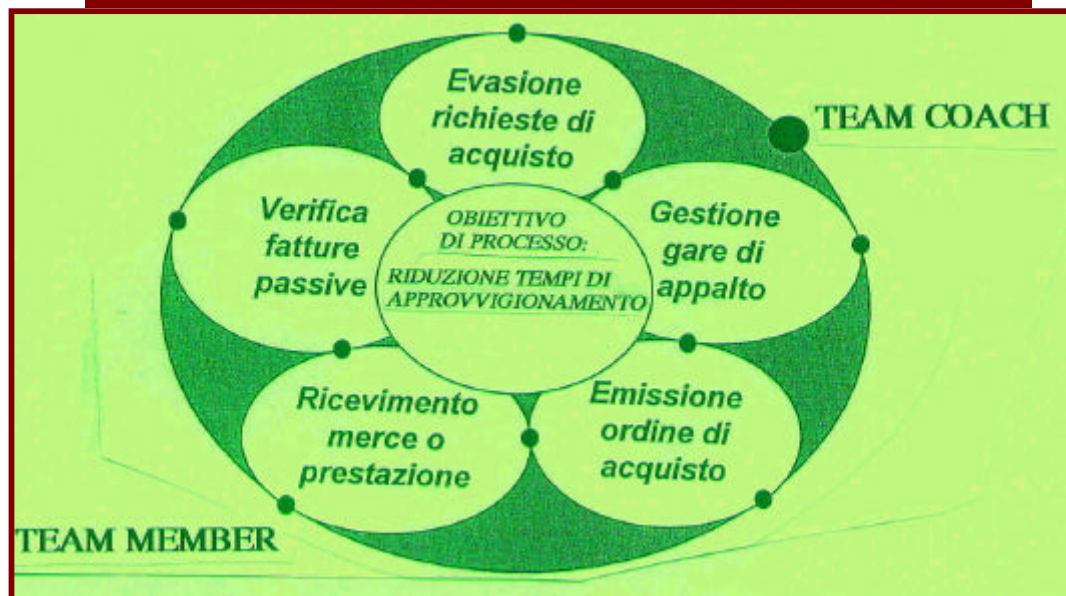 Evasione
richieste di
acquisto
TEAM COACH
Verifica
fatture
passive
OBIETTIVO
DI PROCESSO:
RIDUZIONE TEMPI DI
APPROVVIGIONAMENTO
Gestione
gare di
appalto
Ricevimento
merce o
prestazione
Emissione
ordine di
acquisto
TEAM MEMBER